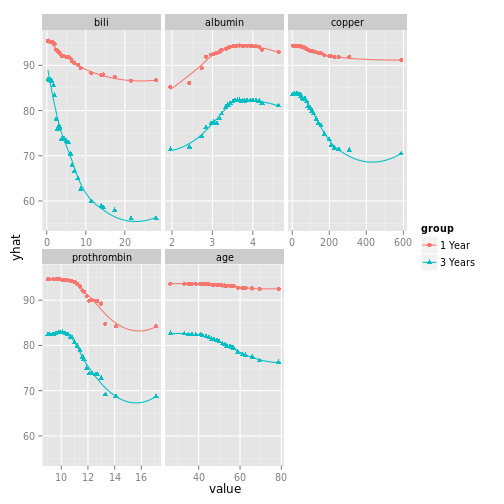 bili albumin copper
90
80
70
60
0 10 20 2 3 4 0 200 400 600
yhat
group
1 Year
3 Years
prothrombin age
90
80
70
60
10 12 14 16 40 60 80
value